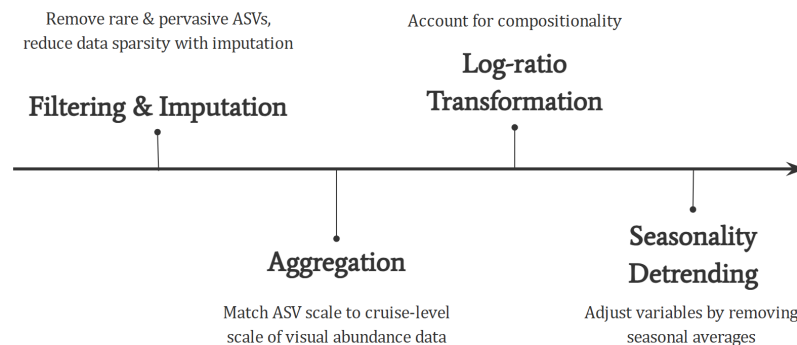 Remove rare & pervasive ASVs,
reduce data sparsity with imputation
Filtering & Imputation
Aggregation
Match ASV scale to cruise-level
scale of visual abundance data
Account for compositionality
Log-ratio
Transformation
Seasonality
Detrending
Adjust variables by removing
seasonal averages